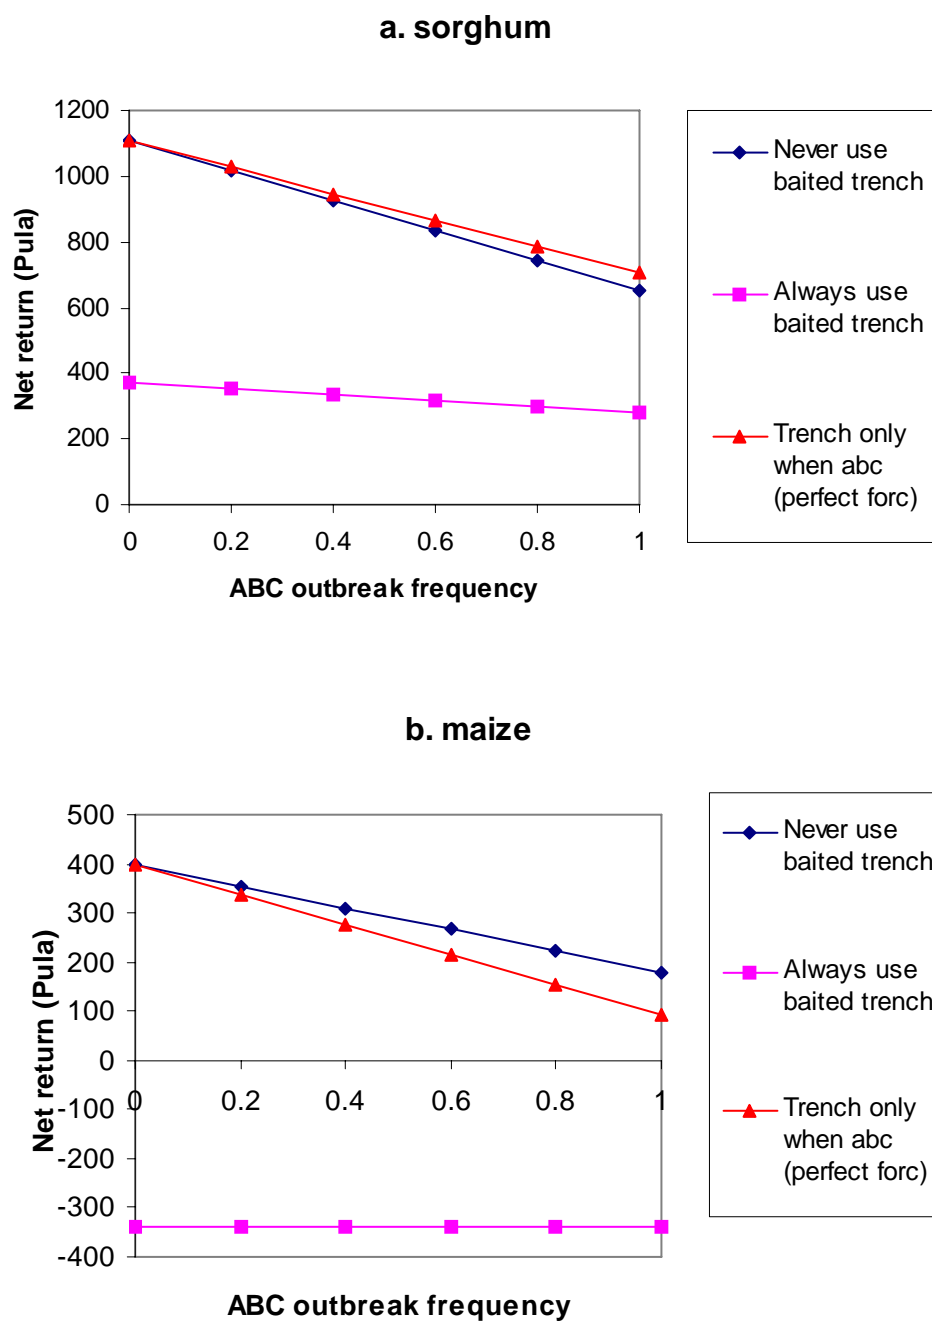 a. sorghum
1200
1000
800
600
400
200
0
Net return (Pula)
0 0.2 0.4 0.6 0.8 1
ABC outbreak frequency
Never use
baited trench
Always use
baited trench
Trench only
when abc
(perfect forc)
b. maize
500
400
300
200
100
0
-100
-200
-300
-400
Net return (Pula)
0 0.2 0.4 0.6 0.8 1
ABC outbreak frequency
Never use
baited trench
Always use
baited trench
Trench only
when abc
(perfect forc)